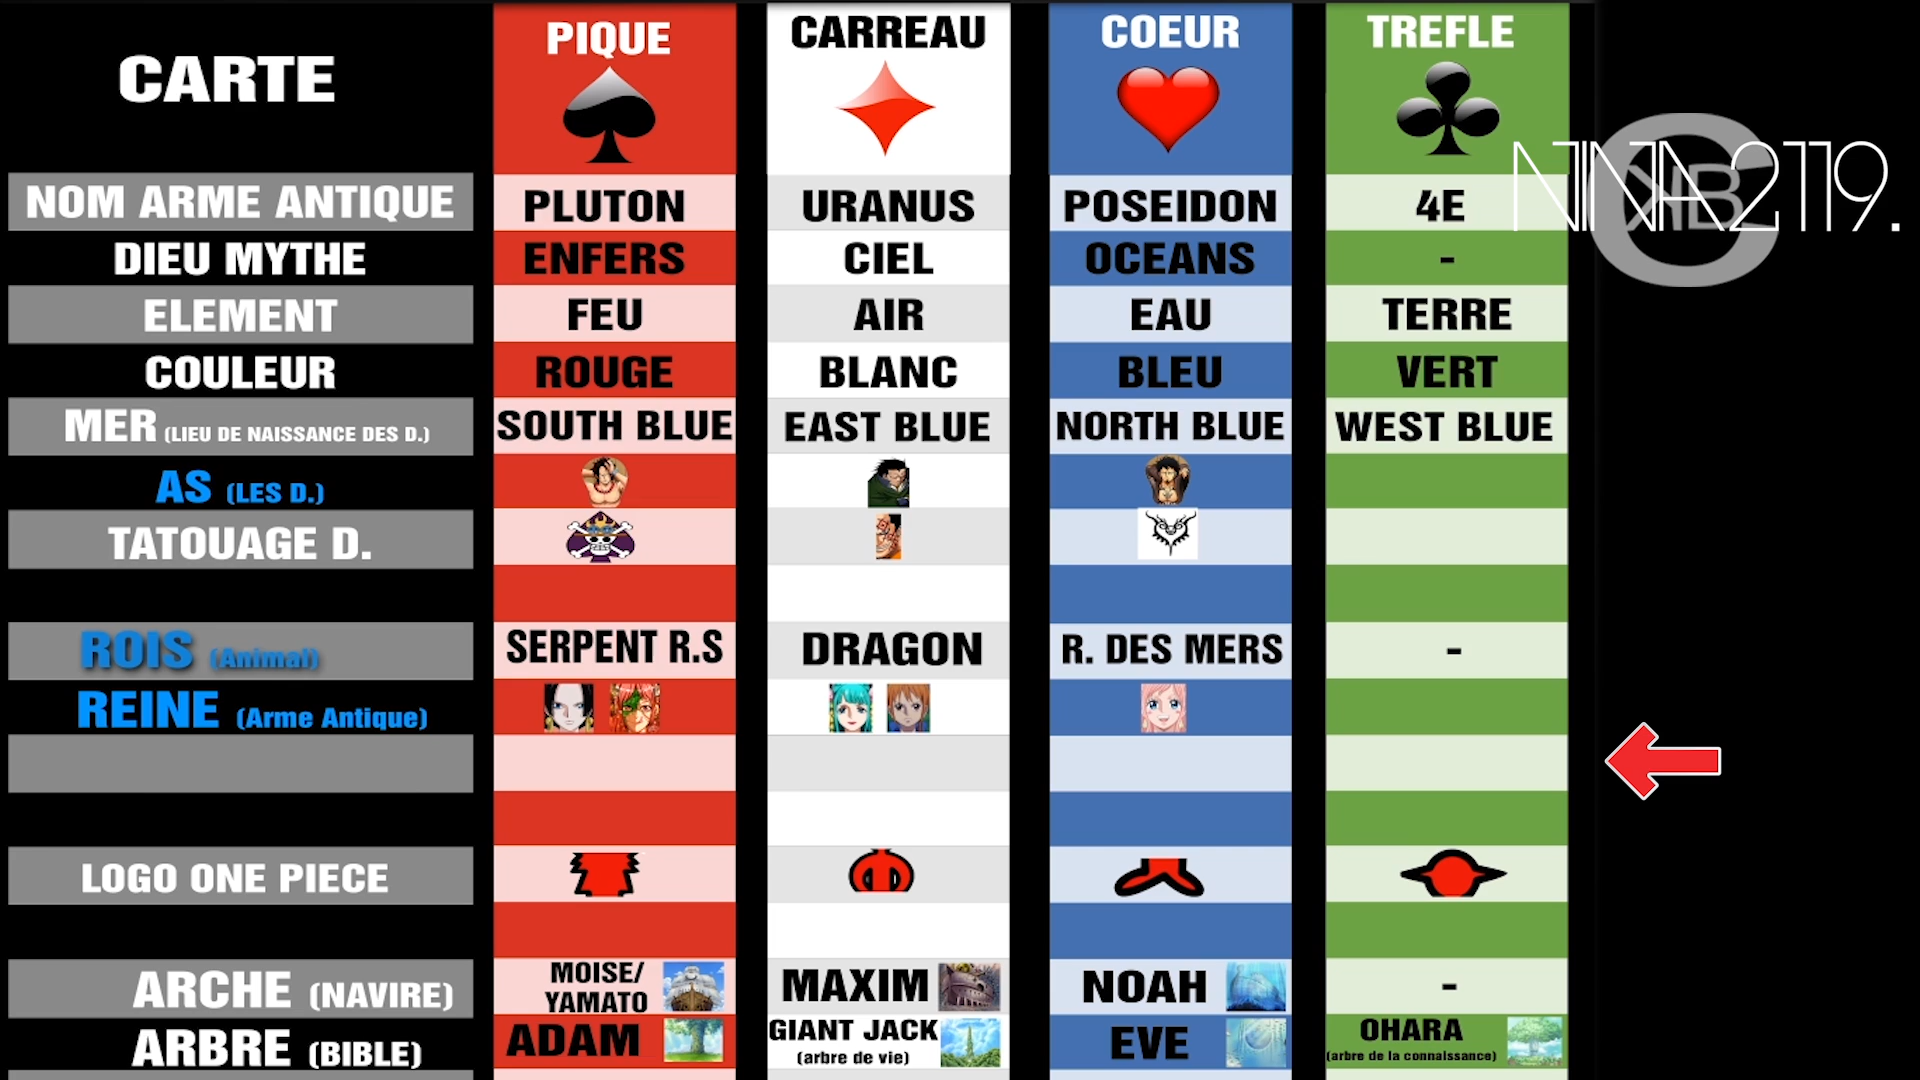 CARTE PIQUE CARREAU COEUR TREFLE
NINA2119.
CKB
NOM ARME ANTIQUE PLUTON URANUS POSEIDON 4E
DIEU MYTHE ENFERS CIEL OCEANS -
ELEMENT FEU AIR EAU TERRE
COULEUR ROUGE BLANC BLEU VERT
MER (LIEU DE NAISSANCE DES D.) SOUTH BLUE EAST BLUE NORTH BLUE WEST BLUE
AS (LES D.)
TATOUAGE D.
ROIS (Animal) SERPENT R.S DRAGON R. DES MERS -
REINE (Arme Antique)
LOGO ONE PIECE
ARCHE (NAVIRE) MOISE/ YAMATO MAXIM NOAH -
ARBRE (BIBLE) ADAM GIANT JACK (arbre de vie) EVE OHARA (arbre de la connaissance)